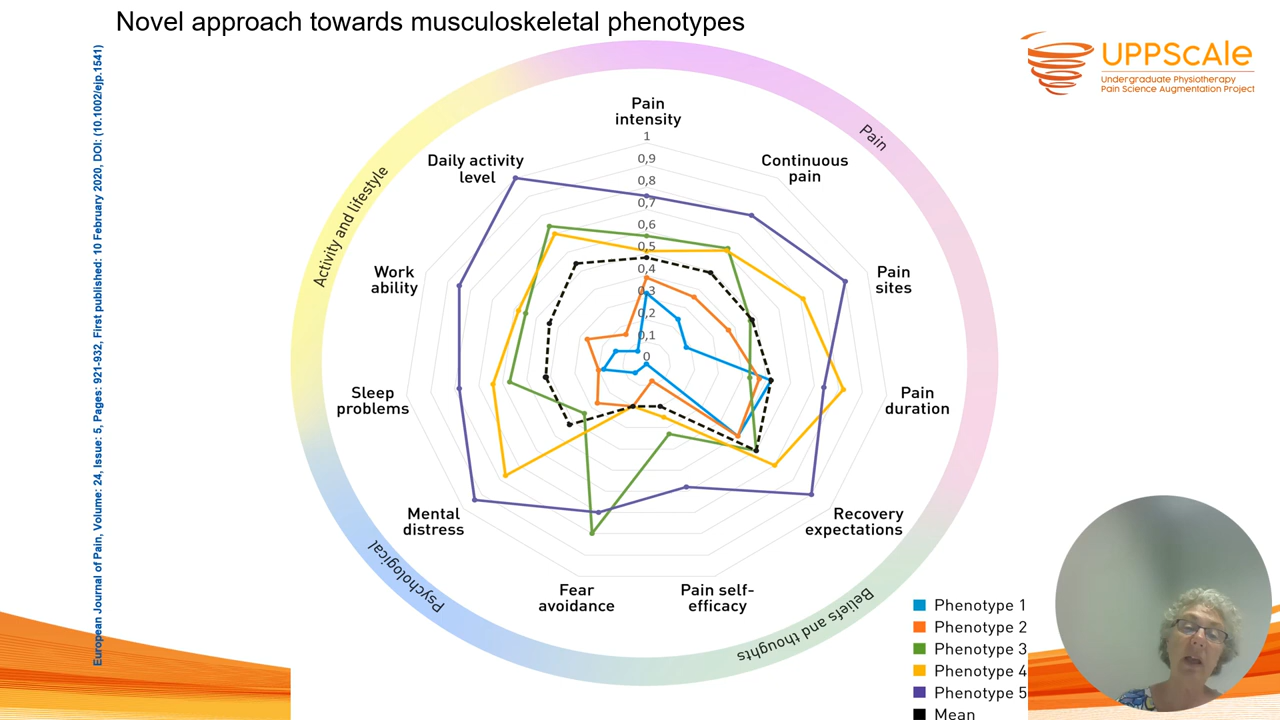 Novel approach towards musculoskeletal phenotypes
European Journal of Pain, Volume: 24, Issue: 5, Pages: 921-932, First published: 10 February 2020, DOI: (10.1002/ejp.1541)
UPPSCale
Undergraduate Physiotherapy
Pain Science Augmentation Project
Pain
Activity and lifestyle
Psychological
Beliefs and thoughts
Pain
intensity
Continuous
pain
Pain
sites
Pain
duration
Recovery
expectations
Pain self-
efficacy
Fear
avoidance
Mental
distress
Sleep
problems
Work
ability
Daily activity
level
1
0,9
0,8
0,7
0,6
0,5
0,4
0,3
0,2
0,1
0
Phenotype 1
Phenotype 2
Phenotype 3
Phenotype 4
Phenotype 5
Mean